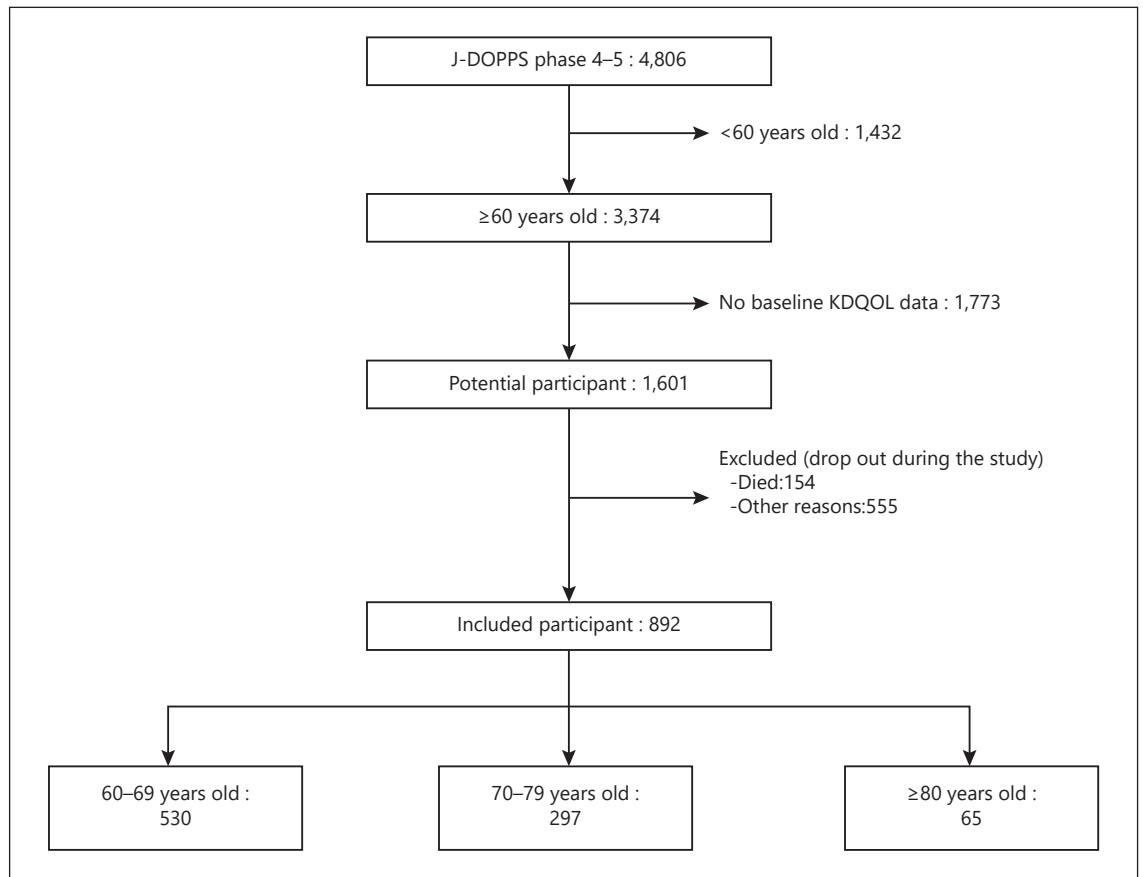 J-DOPPS phase 4–5 : 4,806
<60 years old : 1,432
≥60 years old : 3,374
No baseline KDQOL data : 1,773
Potential participant : 1,601
Excluded (drop out during the study)
-Died:154
-Other reasons:555
Included participant : 892
60–69 years old :
530
70–79 years old :
297
≥80 years old :
65